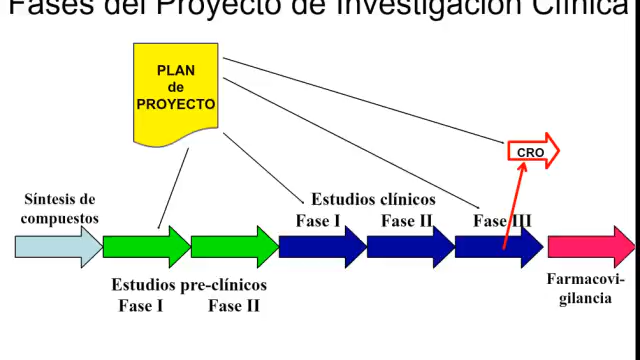 Fases del Proyecto de Investigación Clínica
PLAN
de
PROYECTO
CRO
Síntesis de
compuestos
Estudios clínicos
Fase I
Fase II
Fase III
Estudios pre-clínicos
Fase I
Fase II
Farmacovi-
gilancia